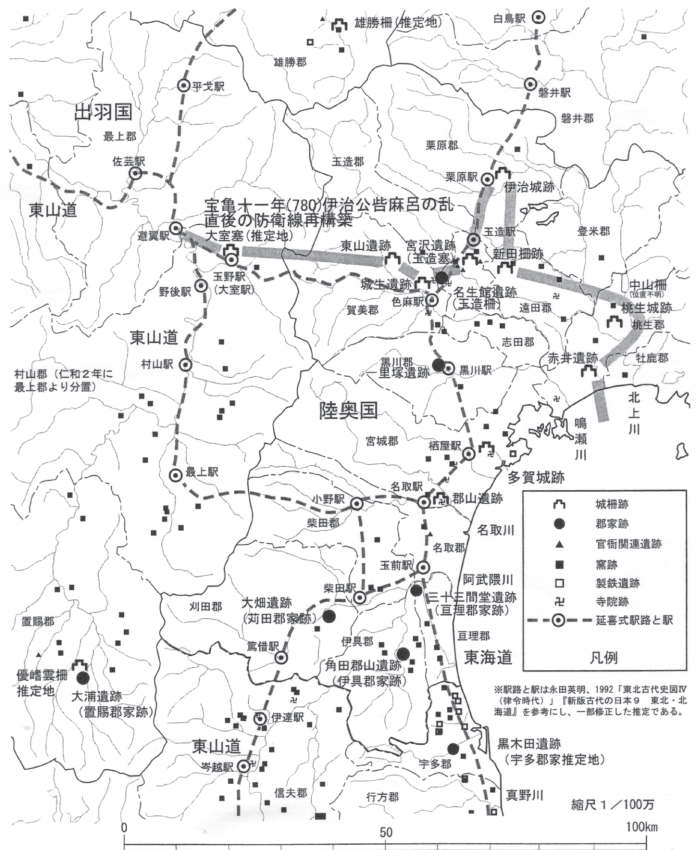 雄勝柵(推定地)
白鳥駅
雄勝郡
平戈駅
磐井駅
出羽国
磐井郡
最上郡
玉造郡
栗原郡
佐芸駅
栗原駅
伊治城跡
東山道
宝亀十一年(780)伊治公呰麻呂の乱
直後の防衛線再構築
遊翼駅
大室塞(推定地)
東山遺跡
宮沢遺跡
(玉造塞)
玉造駅
新田柵跡
登米郡
玉野駅
(大室駅)
城生遺跡
中山柵
(位置不明)
野後駅
賀美郡
色麻駅
名生館遺跡
(玉造柵)
遠田郡
桃生城跡
桃生郡
東山道
志田郡
牡鹿郡
黒川郡
一里塚遺跡
赤井遺跡
村山郡(仁和2年に
最上郡より分置)
村山駅
黒川駅
北上川
鳴瀬川
陸奥国
宮城郡
栖屋駅
多賀城跡
最上駅
小野駅
名取駅
郡山遺跡
柴田郡
名取川
名取郡
玉前駅
阿武隈川
柴田駅
刈田郡
大畑遺跡
(苅田郡家跡)
三十三間堂遺跡
(亘理郡家跡)
置賜郡
伊具郡
亘理郡
篤借駅
東海道
優嗜曇柵
推定地
角田郡山遺跡
(伊具郡家跡)
大浦遺跡
(置賜郡家跡)
伊達駅
東山道
岑越駅
黒木田遺跡
(宇多郡家推定地)
宇多郡
信夫郡
行方郡
真野川
城柵跡
郡家跡
官衙関連遺跡
窯跡
製鉄遺跡
寺院跡
延喜式駅路と駅
凡例
※駅路と駅は永田英明、1992「東北古代史図Ⅳ
(律令時代)」『新版古代の日本9 東北・北
海道』を参考にし、一部修正した推定である。
縮尺1/100万
0 50 100km